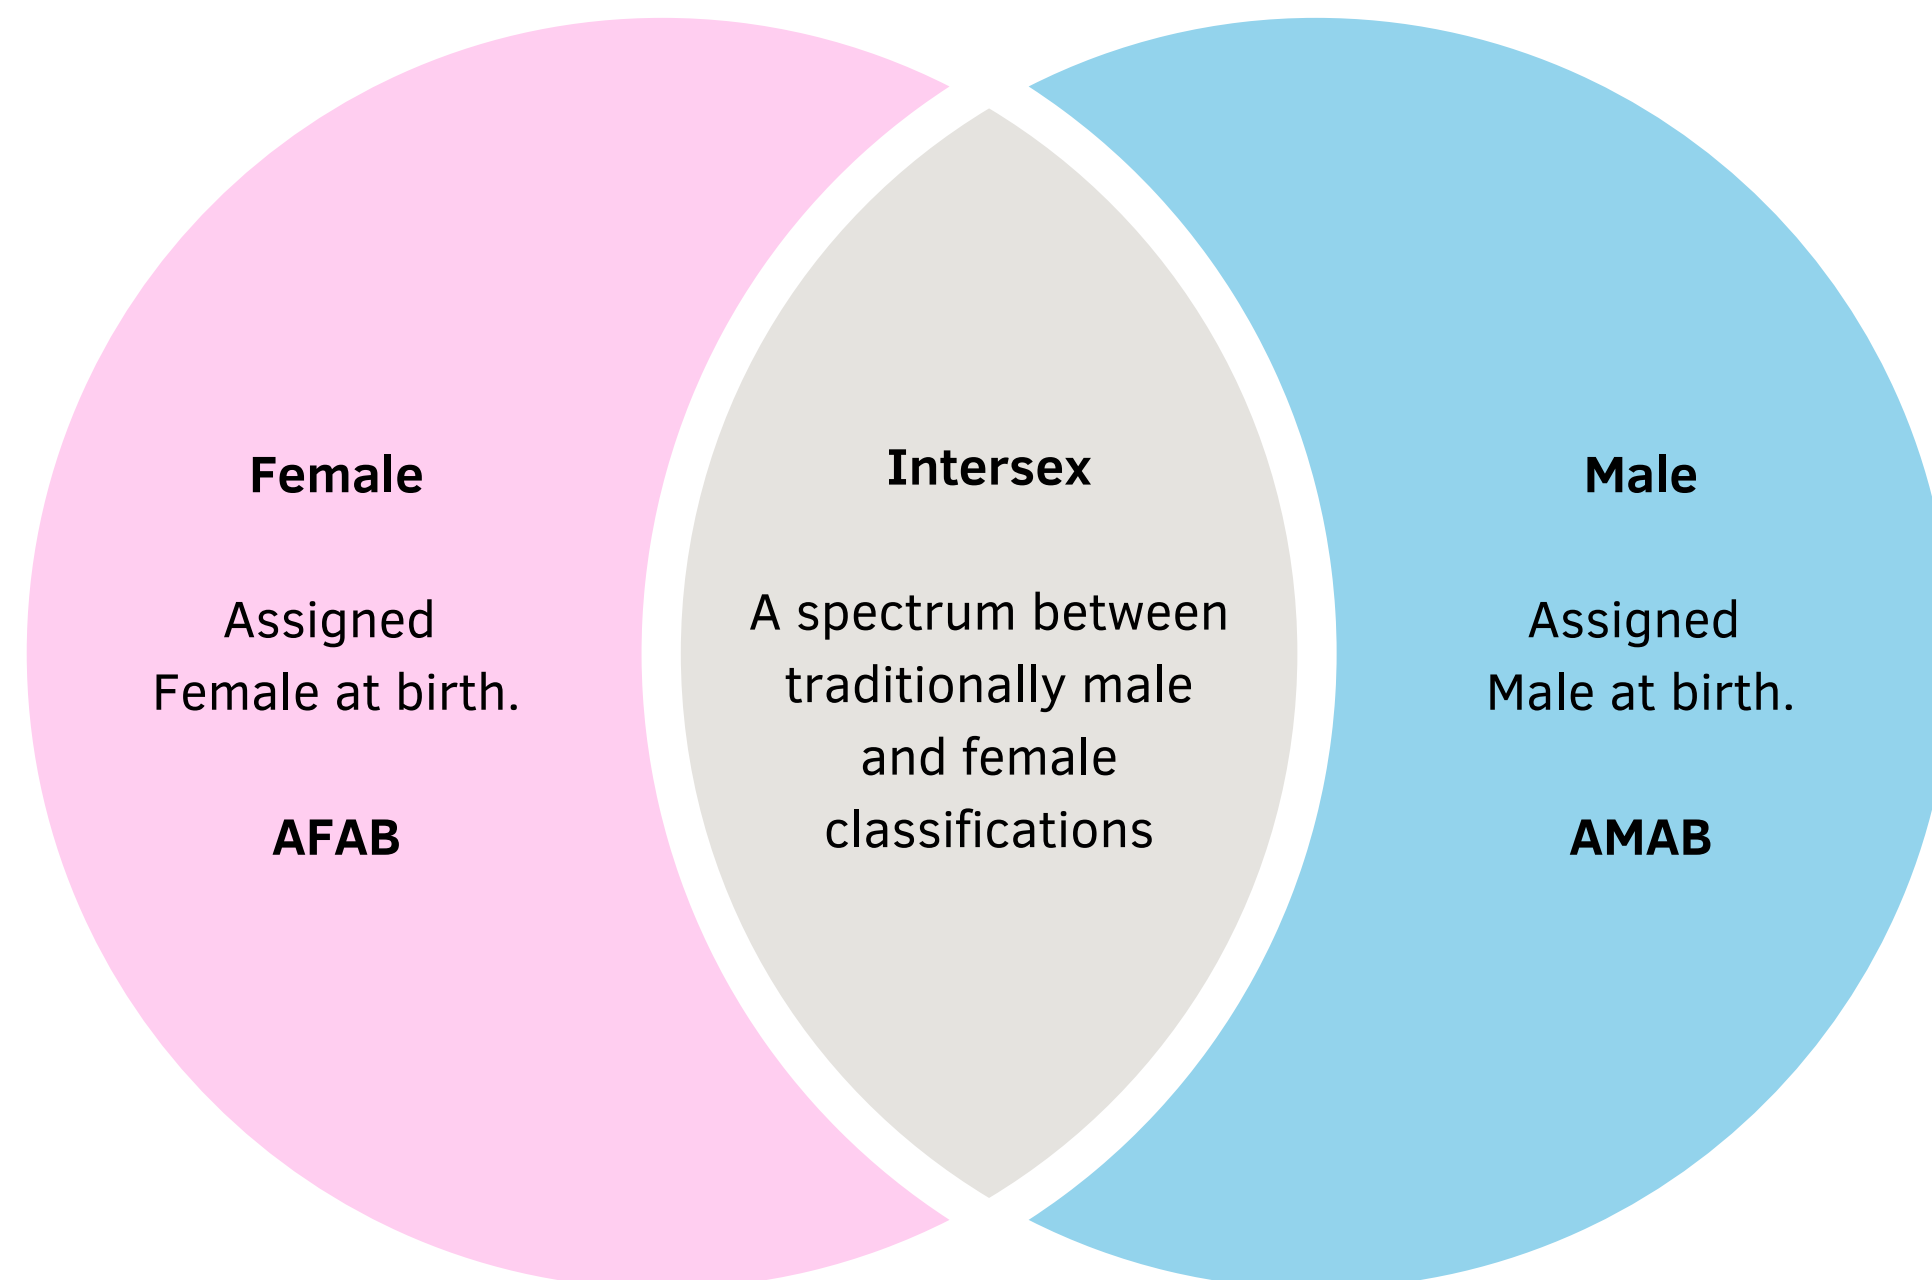 Female
Assigned
Female at birth.
AFAB
Intersex
A spectrum between
traditionally male
and female
classifications
Male
Assigned
Male at birth.
AMAB